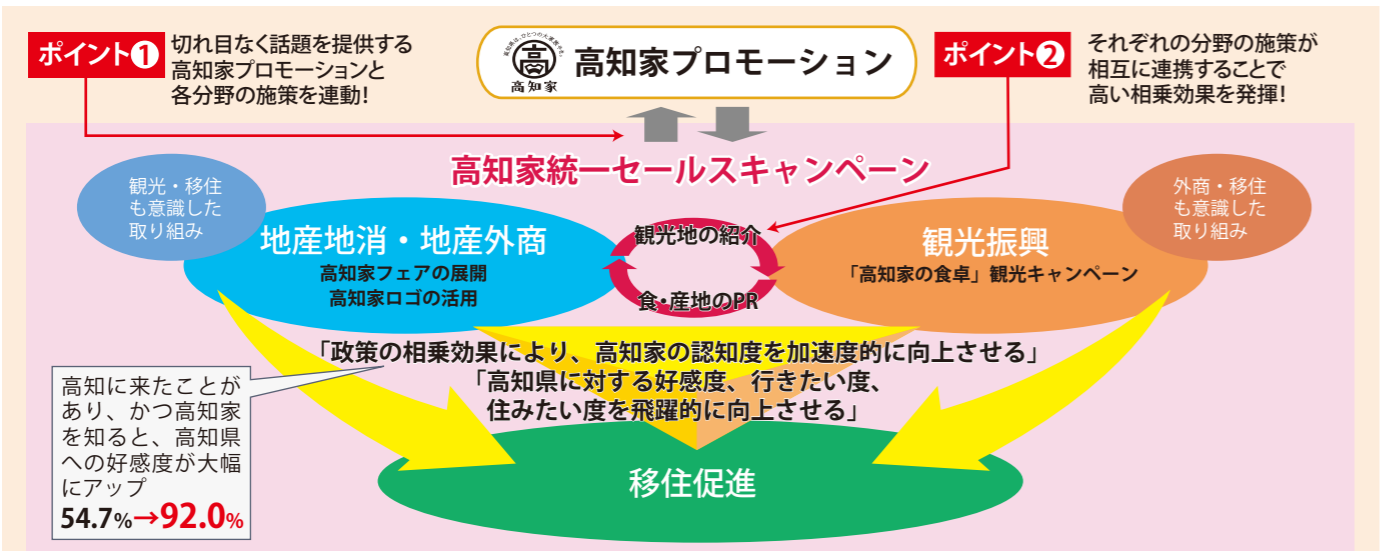 ポイント❶
切れ目なく話題を提供する
高知家プロモーションと
各分野の施策を連動!
高知県は、ひとつの大家族やき。
高知家
高知家プロモーション
ポイント❷
それぞれの分野の施策が
相互に連携することで
高い相乗効果を発揮!
高知家統一セールスキャンペーン
観光・移住
も意識した
取り組み
地産地消・地産外商
高知家フェアの展開
高知家ロゴの活用
観光地の紹介
食・産地のPR
観光振興
「高知家の食卓」観光キャンペーン
外商・移住
も意識した
取り組み
「政策の相乗効果により、高知家の認知度を加速度的に向上させる」
「高知県に対する好感度、行きたい度、
住みたい度を飛躍的に向上させる」
高知に来たことが
あり、かつ高知家
を知ると、高知県
への好感度が大幅
にアップ
54.7%→92.0%
移住促進